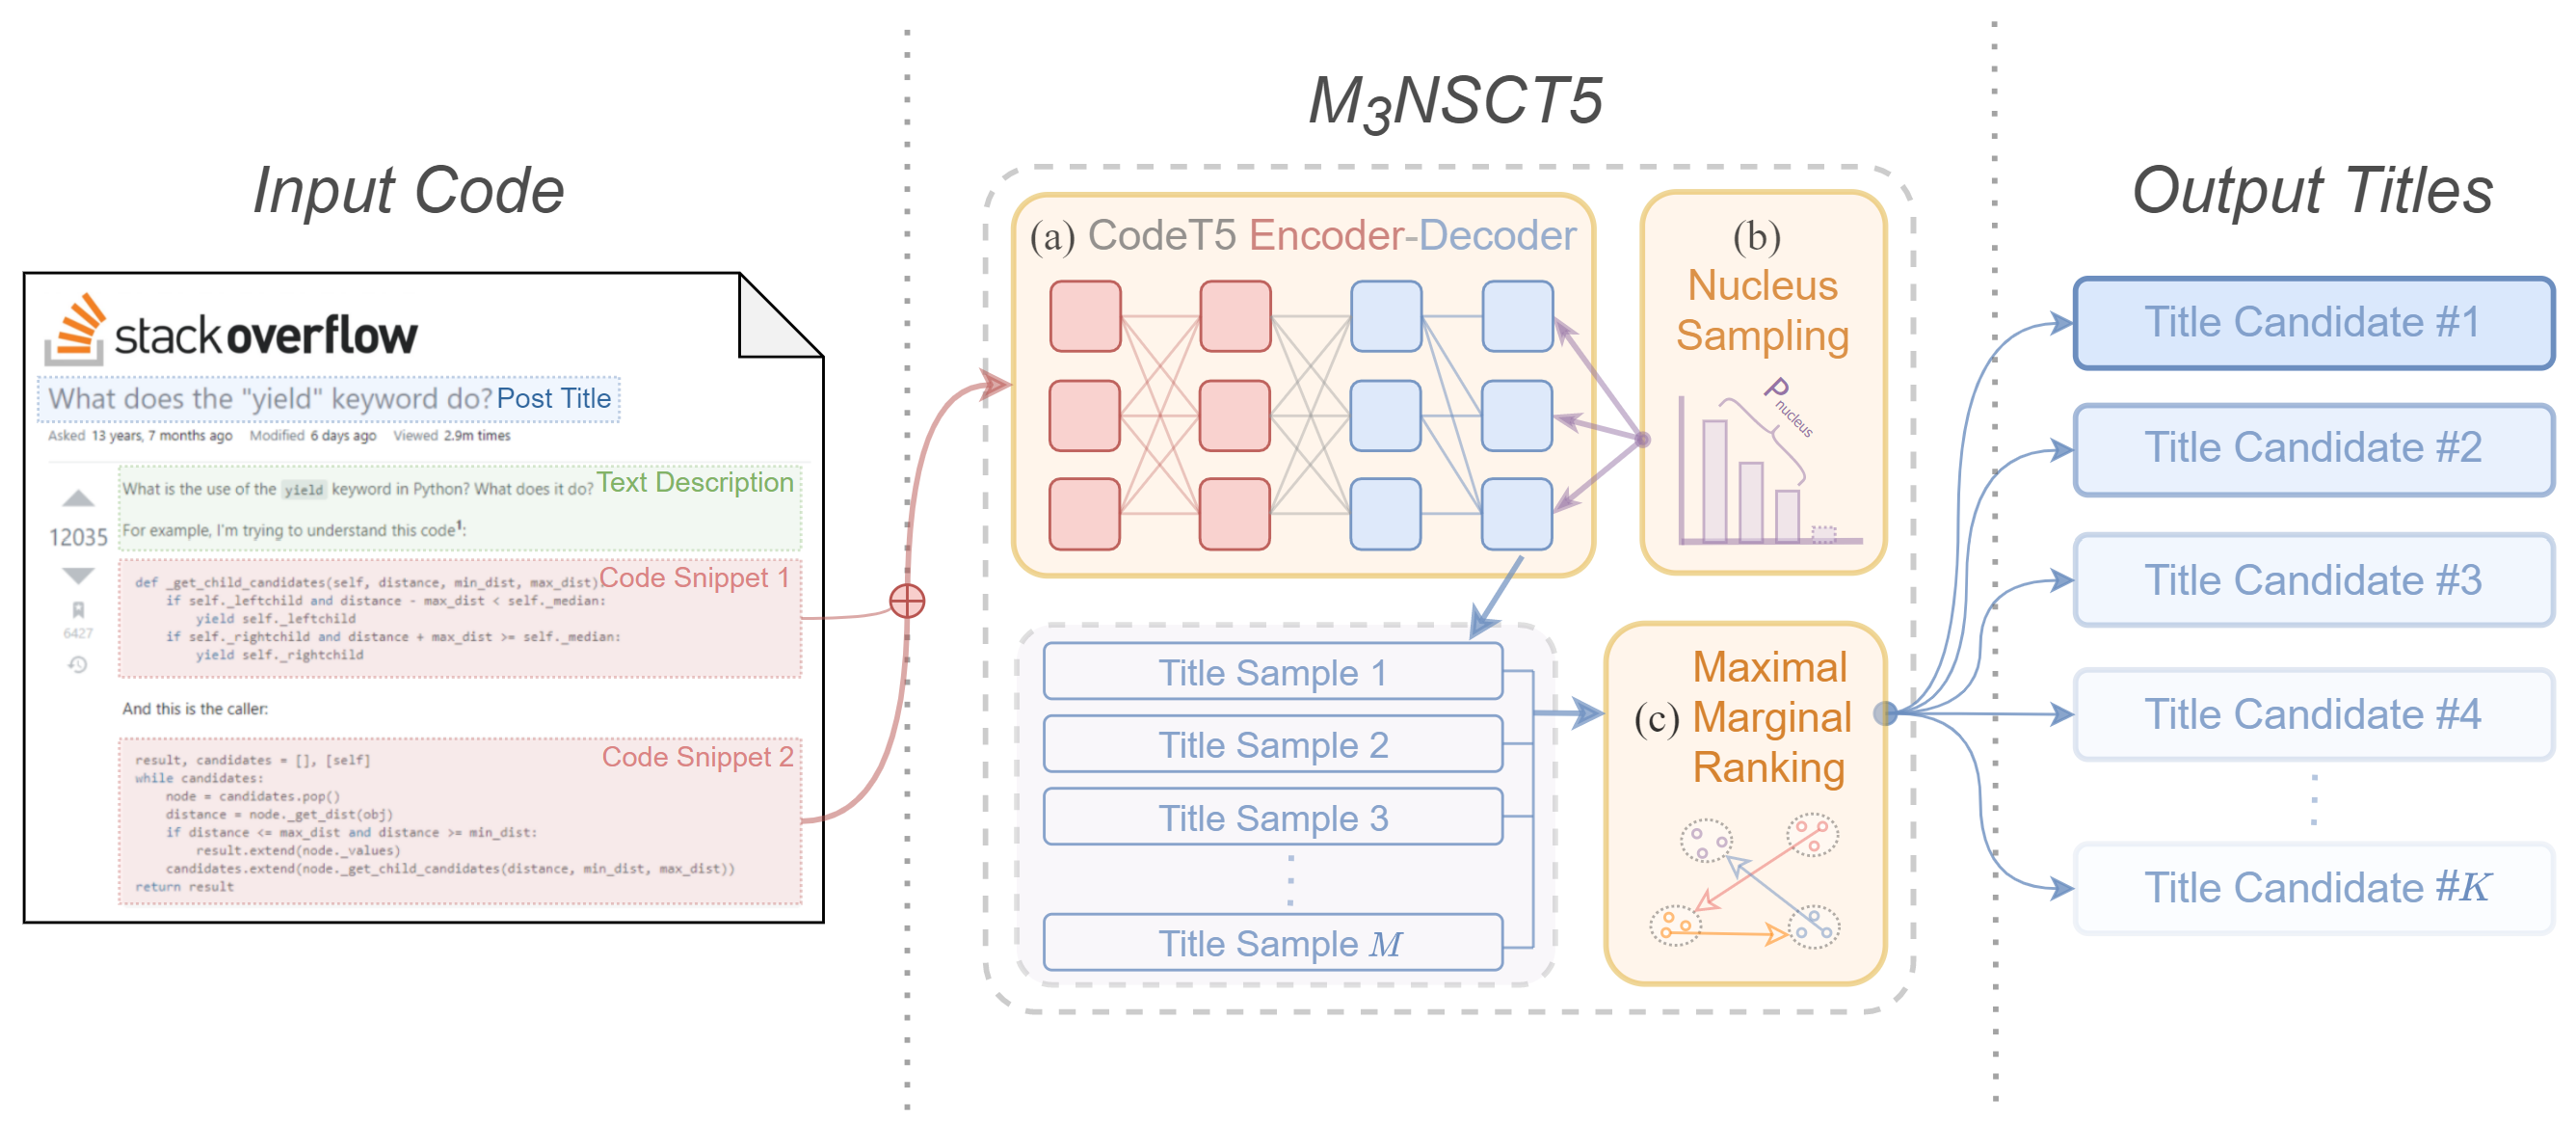 Input Code
stackoverflow
What does the "yield" keyword do? Post Title
Asked 13 years, 7 months ago Modified 6 days ago Viewed 2.9m times
What is the use of the yield keyword in Python? What does it do? Text Description
12035
For example, I'm trying to understand this code¹:
def _get_child_candidates(self, distance, min_dist, max_dist) Code Snippet 1
if self._leftchild and distance - max_dist < self._median:
yield self._leftchild
6427
if self._rightchild and distance + max_dist >= self._median:
yield self._rightchild
And this is the caller:
result, candidates = [], [self] Code Snippet 2
while candidates:
node = candidates.pop()
distance = node._get_dist(obj)
if distance <= max_dist and distance >= min_dist:
result.extend(node._values)
candidates.extend(node._get_child_candidates(distance, min_dist, max_dist))
return result
M₃NSCT5
(a) CodeT5 Encoder-Decoder
(b)
Nucleus
Sampling
P nucleus
Title Sample 1
Title Sample 2
Title Sample 3
Title Sample M
(c) Maximal
Marginal
Ranking
Output Titles
Title Candidate #1
Title Candidate #2
Title Candidate #3
Title Candidate #4
Title Candidate #K